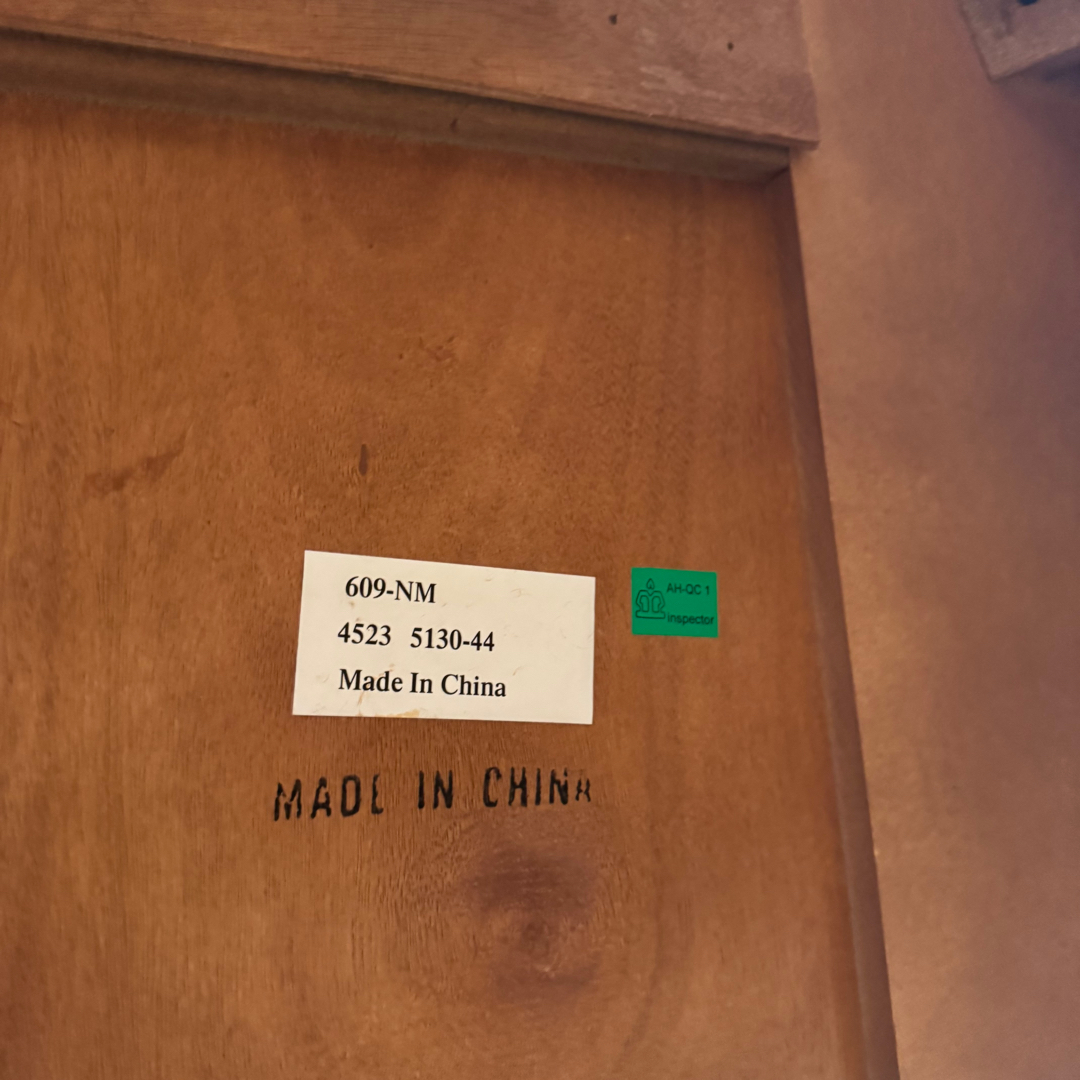 609-NM
4523 5130-44
Made In China
AH-QC 1
inspector
MADE IN CHINA